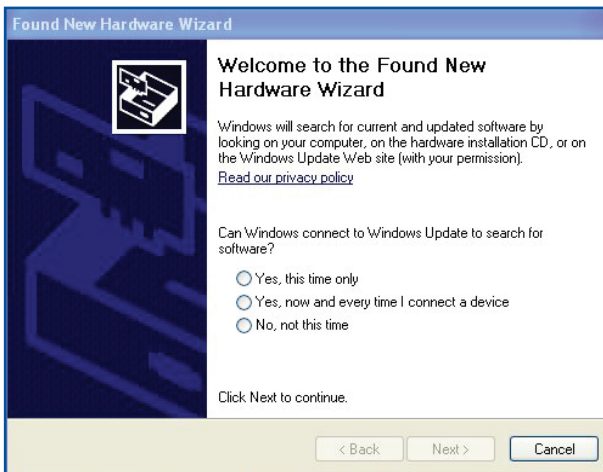 Found New Hardware Wizard
Welcome to the Found New
Hardware Wizard
Windows will search for current and updated software by
looking on your computer, on the hardware installation CD, or on
the Windows Update Web site (with your permission).
Read our privacy policy
Can Windows connect to Windows Update to search for
software?
Yes, this time only
Yes, now and every time I connect a device
No, not this time
Click Next to continue.
< Back Next > Cancel